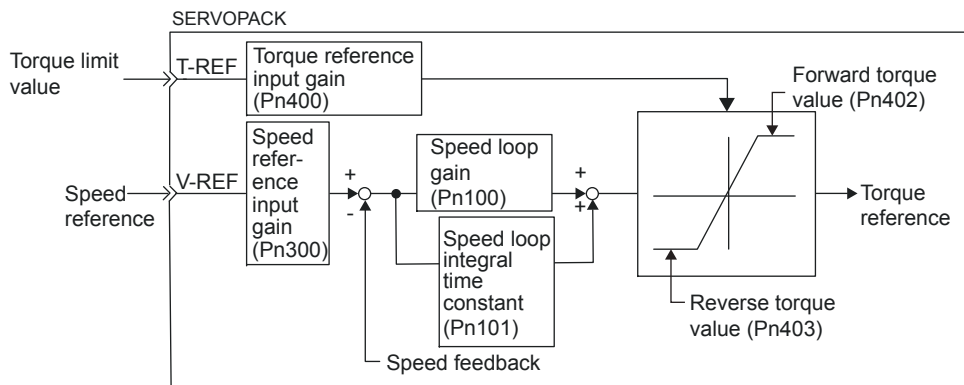 SERVOPACK
Torque limit
value
T-REF
Torque reference
input gain
(Pn400)
Forward torque
value (Pn402)
Speed
reference
V-REF
Speed
refer-
ence
input
gain
(Pn300)
+
-
Speed loop
gain
(Pn100)
Speed loop
integral
time
constant
(Pn101)
+
+
Torque
reference
Reverse torque
value (Pn403)
Speed feedback